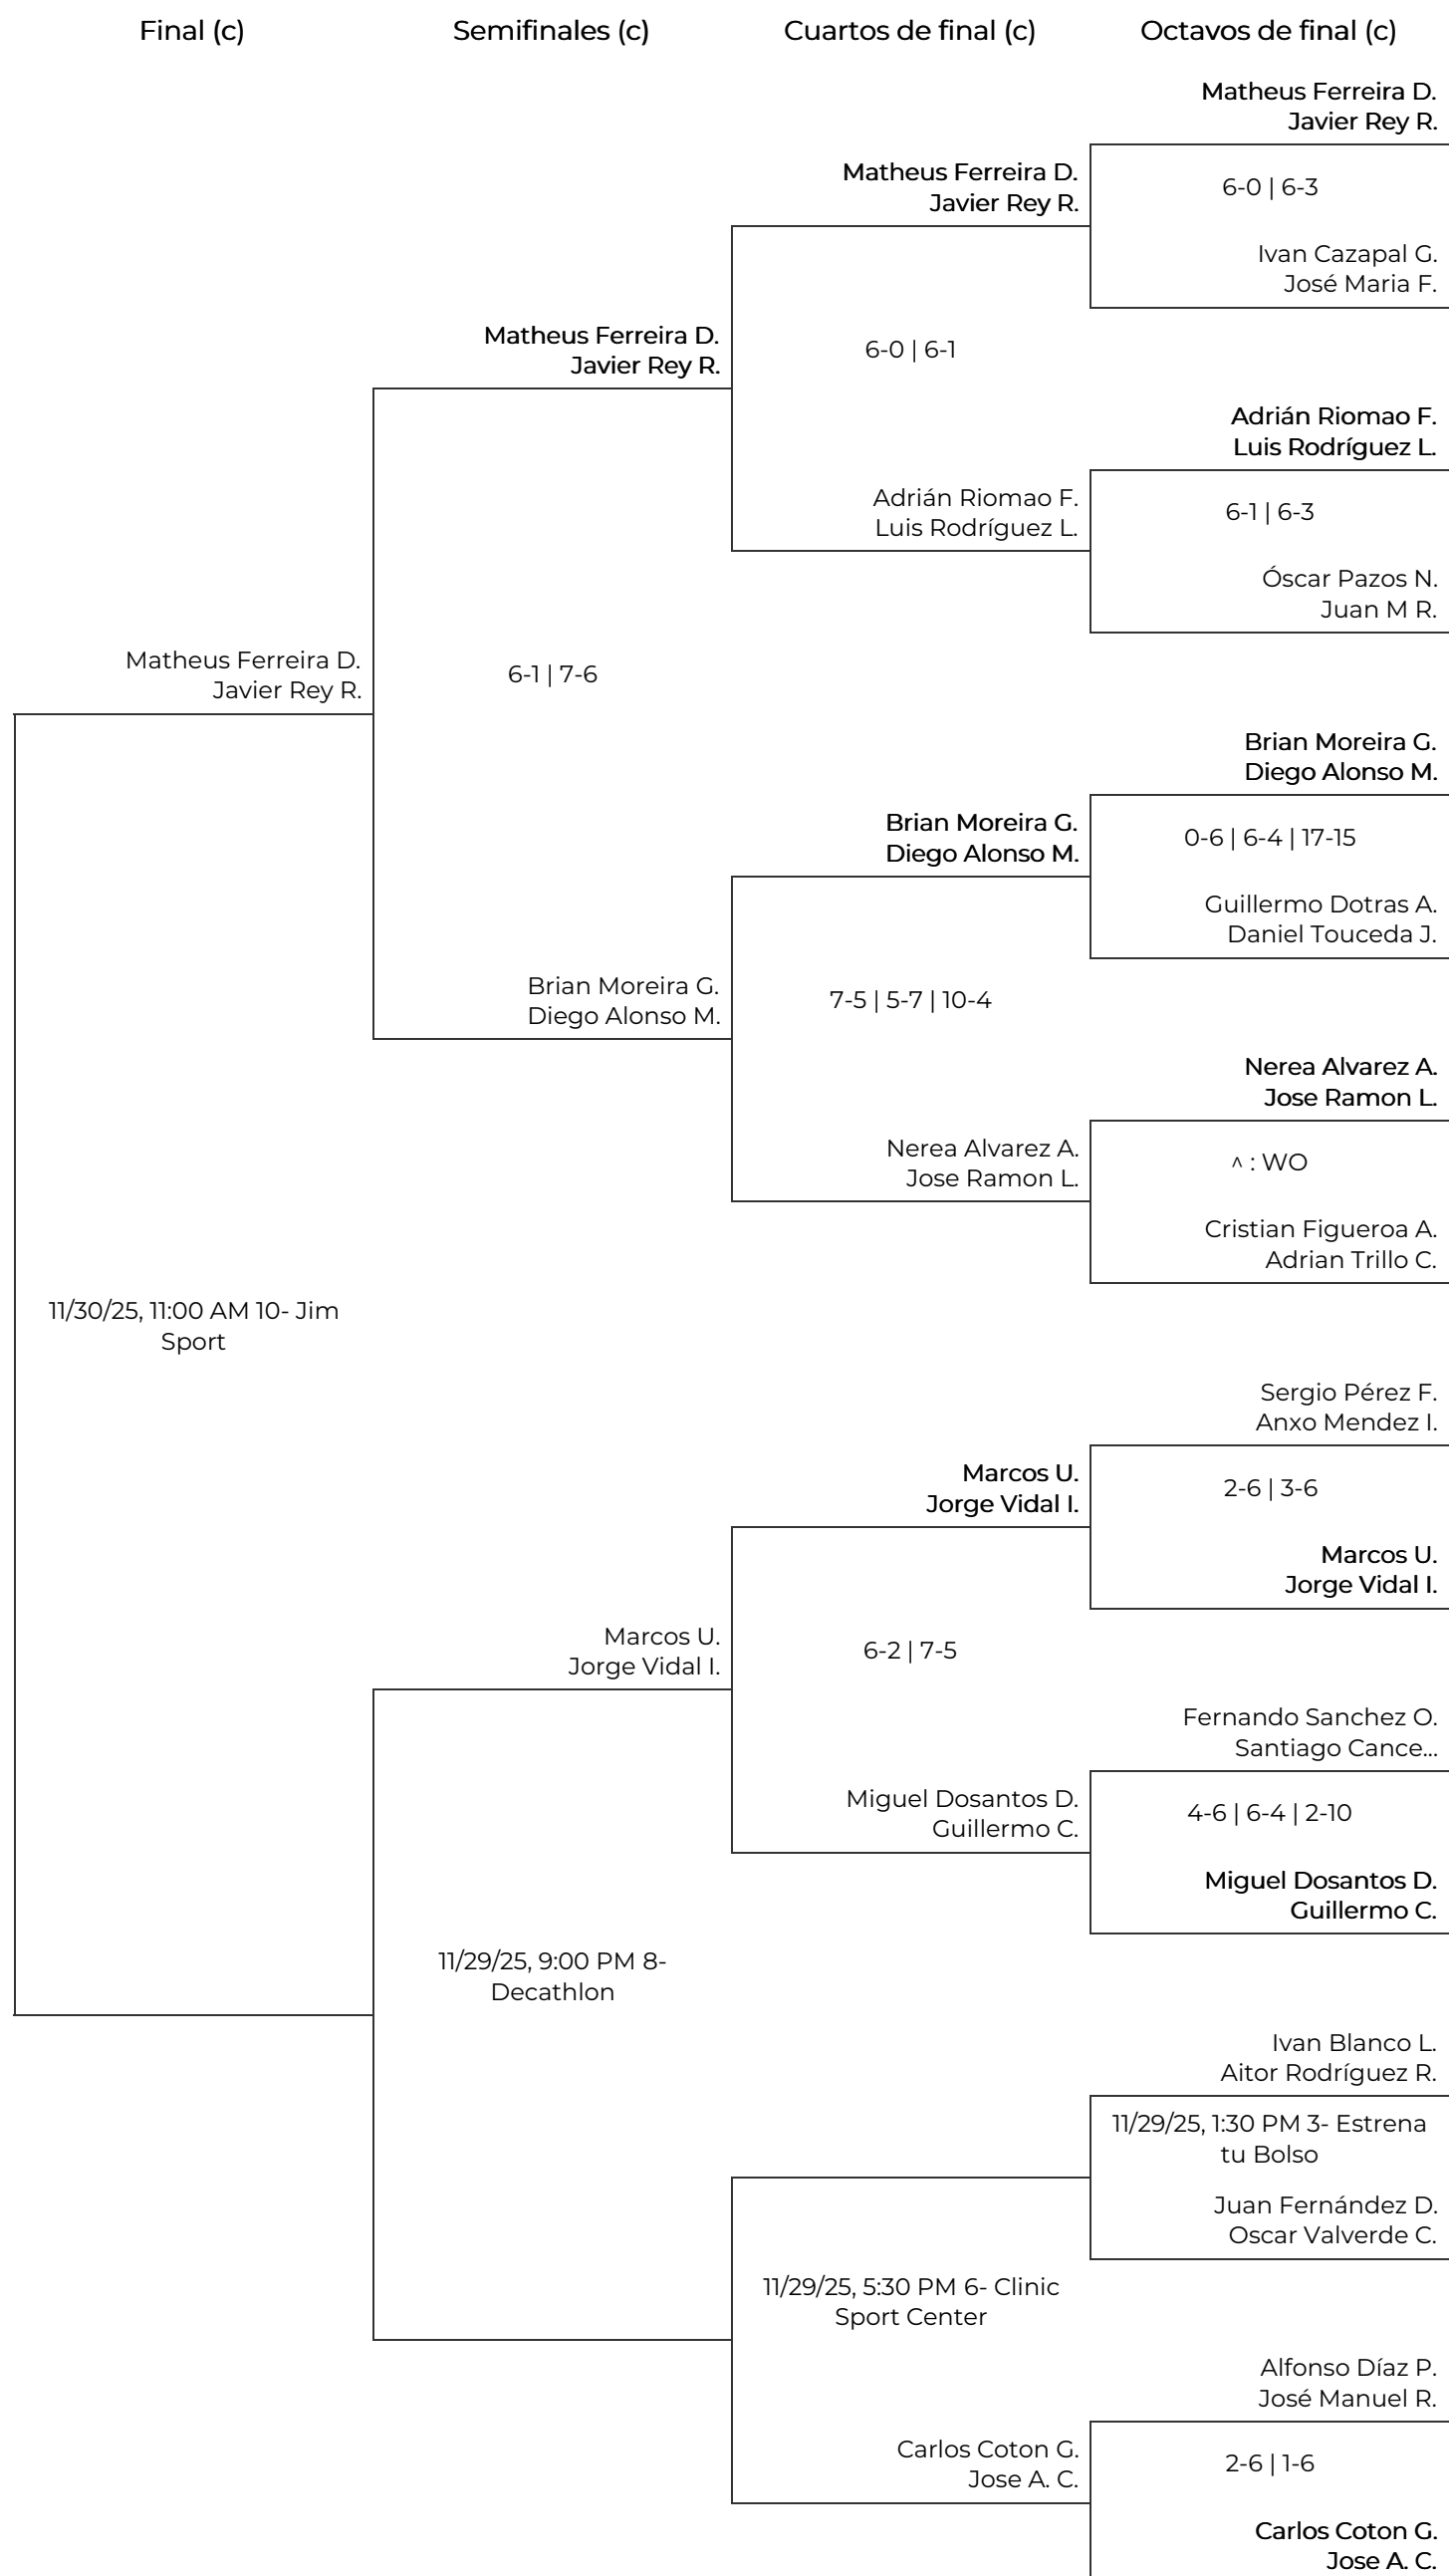 Final (c)
Semifinales (c)
Cuartos de final (c)
Octavos de final (c)
Matheus Ferreira D.
Javier Rey R.
6-0 | 6-3
Ivan Cazapal G.
José Maria F.
Matheus Ferreira D.
Javier Rey R.
6-0 | 6-1
Adrián Riomao F.
Luis Rodríguez L.
Adrián Riomao F.
Luis Rodríguez L.
6-1 | 6-3
Óscar Pazos N.
Juan M R.
Matheus Ferreira D.
Javier Rey R.
6-1 | 7-6
Brian Moreira G.
Diego Alonso M.
Brian Moreira G.
Diego Alonso M.
0-6 | 6-4 | 17-15
Guillermo Dotras A.
Daniel Touceda J.
Brian Moreira G.
Diego Alonso M.
7-5 | 5-7 | 10-4
Nerea Alvarez A.
Jose Ramon L.
Nerea Alvarez A.
Jose Ramon L.
^ : WO
Cristian Figueroa A.
Adrian Trillo C.
Matheus Ferreira D.
Javier Rey R.
11/30/25, 11:00 AM 10- Jim
Sport
Sergio Pérez F.
Anxo Mendez I.
2-6 | 3-6
Marcos U.
Jorge Vidal I.
Marcos U.
Jorge Vidal I.
6-2 | 7-5
Miguel Dosantos D.
Guillermo C.
Fernando Sanchez O.
Santiago Cance...
4-6 | 6-4 | 2-10
Miguel Dosantos D.
Guillermo C.
Marcos U.
Jorge Vidal I.
11/29/25, 9:00 PM 8-
Decathlon
Ivan Blanco L.
Aitor Rodríguez R.
11/29/25, 1:30 PM 3- Estrena
tu Bolso
Juan Fernández D.
Oscar Valverde C.
11/29/25, 5:30 PM 6- Clinic
Sport Center
Carlos Coton G.
Jose A. C.
Alfonso Díaz P.
José Manuel R.
2-6 | 1-6
Carlos Coton G.
Jose A. C.